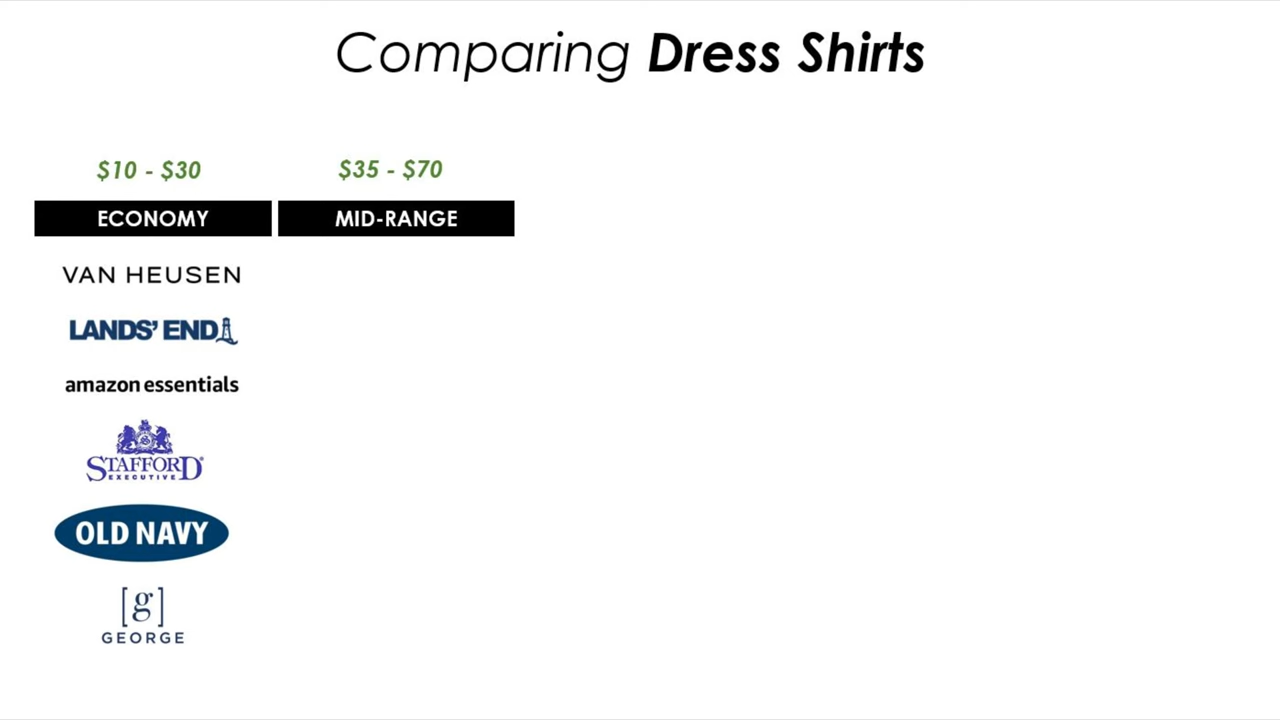 Comparing Dress Shirts
$10 - $30
$35 - $70
ECONOMY
MID-RANGE
VAN HEUSEN
LANDS' END
amazon essentials
STAFFORD®
EXECUTIVE
OLD NAVY
[g]
GEORGE